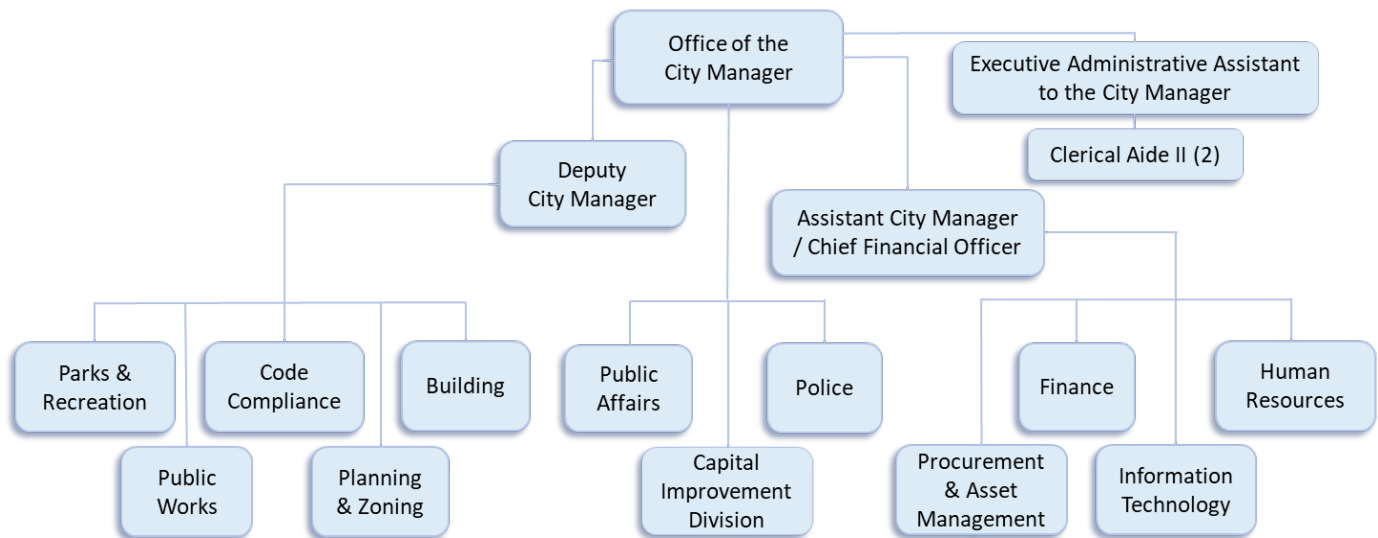 Office of the
City Manager
Executive Administrative Assistant
to the City Manager
Clerical Aide II (2)
Deputy
City Manager
Assistant City Manager
/ Chief Financial Officer
Parks &
Recreation
Code
Compliance
Building
Public
Affairs
Police
Finance
Human
Resources
Public
Works
Planning
& Zoning
Capital
Improvement
Division
Procurement
& Asset
Management
Information
Technology